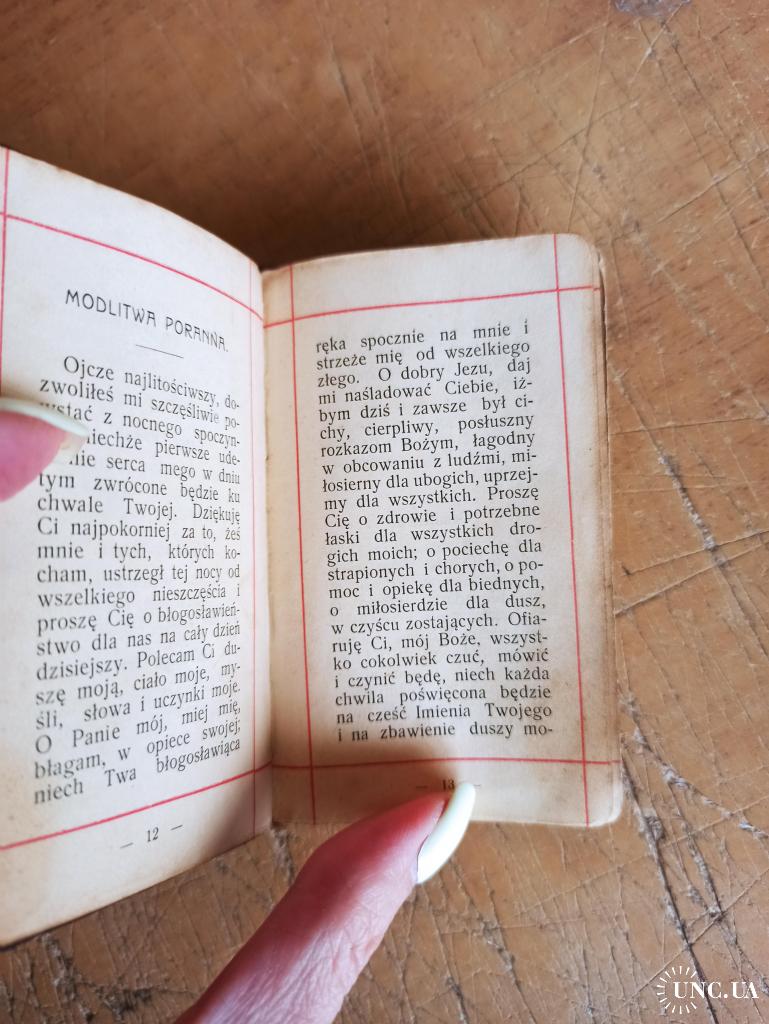 MODLITWA PORANNA.
Ojcze najlitościwszy, do-
zwoliłeś mi szczęśliwie po-
wstać z nocnego spoczyn-
niechże pierwsze ude-
nie serca mego w dniu
tym zwrócone będzie ku
chwale Twojej. Dziękuję
Ci najpokorniej za to, żeś
mnie i tych, których ko-
cham, ustrzegł tej nocy od
wszelkiego nieszczęścia i
proszę Cię o błogosławień-
stwo dla nas na cały dzień
dzisiejszy. Polecam Ci du-
szę moją, ciało moje, my-
śli, słowa i uczynki moje.
O Panie mój, miej mię,
błagam, w opiece swojej;
niech Twa błogosławiąca
— 12 —
ręka spocznie na mnie i
strzeże mię od wszelkiego
złego. O dobry Jezu, daj
mi naśladować Ciebie, iż-
bym dziś i zawsze był ci-
chy, cierpliwy, posłuszny
rozkazom Bożym, łagodny
w obcowaniu z ludźmi, mi-
łosierny dla ubogich, uprzej-
my dla wszystkich. Proszę
Cię o zdrowie i potrzebne
łaski dla wszystkich dro-
gich moich; o pociechę dla
strapionych i chorych, o po-
moc i opiekę dla biednych,
o miłosierdzie dla dusz,
w czyścu zostających. Ofia-
ruję Ci, mój Boże, wszyst-
ko cokolwiek czuć, mówić
i czynić będę, niech każda
chwila poświęcona będzie
na cześć Imienia Twojego
i na zbawienie duszy mo-
— 13 —
UNC.UA